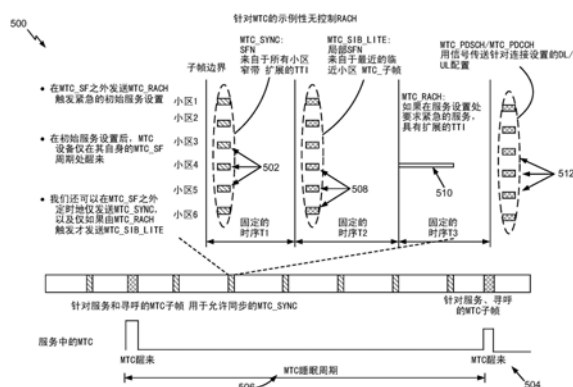 针对MTC的示例性无控制RACH
500
子帧边界
MTC_SYNC:
SFN
来自于所有小区
窄带 扩展的TTI
MTC_SIB_LITE:
局部SFN
来自于最近的临
近小区 MTC_子帧
MTC_PDSCH/MTC_PDCCH
用信号传送针对连接设置的DL/
UL配置
• 在MTC_SF之外发送MTC_RACH
触发紧急的初始服务设置
• 在初始服务设置后，MTC
设备仅在其自身的MTC_SF
周期处醒来
• 我们还可以在MTC_SF之外
定时地仅发送MTC_SYNC，
以及仅如果由MTC_RACH
触发才发送MTC_SIB_LITE
小区1
小区2
小区3
小区4
小区5
小区6
502
508
MTC_RACH:
如果在服务设置处
要求紧急的服务，
具有扩展的TTI
510
512
固定的
时序T1
固定的
时序T2
固定的
时序T3
针对服务和寻呼的MTC子帧 用于允许同步的MTC_SYNC
针对服务、寻呼
的MTC子帧
服务中的MTC
MTC醒来
MTC睡眠周期
MTC醒来
504
506